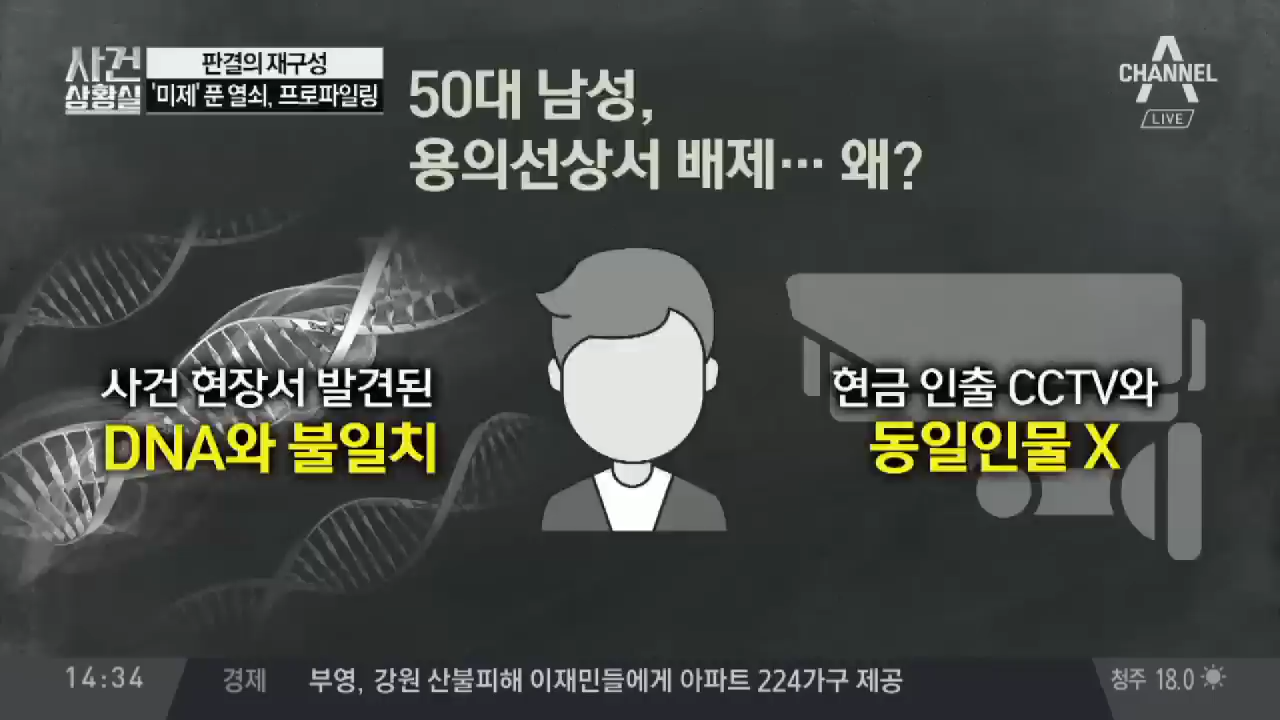 사건
상황실
판결의 재구성
'미제' 푼 열쇠, 프로파일링
50대 남성,
용의선상서 배제… 왜?
CHANNEL A
LIVE
사건 현장서 발견된
DNA와 불일치
현금 인출 CCTV와
동일인물 X
14:34
경제
부영, 강원 산불피해 이재민들에게 아파트 224가구 제공
청주 18.0